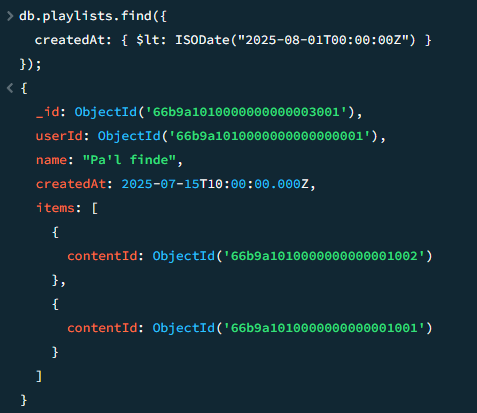 > db.playlists.find({
createdAt: { $lt: ISODate("2025-08-01T00:00:00Z") }
});
< {
_id: ObjectId('66b9a1010000000000003001'),
userId: ObjectId('66b9a1010000000000000001'),
name: "Pa'l finde",
createdAt: 2025-07-15T10:00:00.000Z,
items: [
{
contentId: ObjectId('66b9a1010000000000001002')
},
{
contentId: ObjectId('66b9a1010000000000001001')
}
]
}